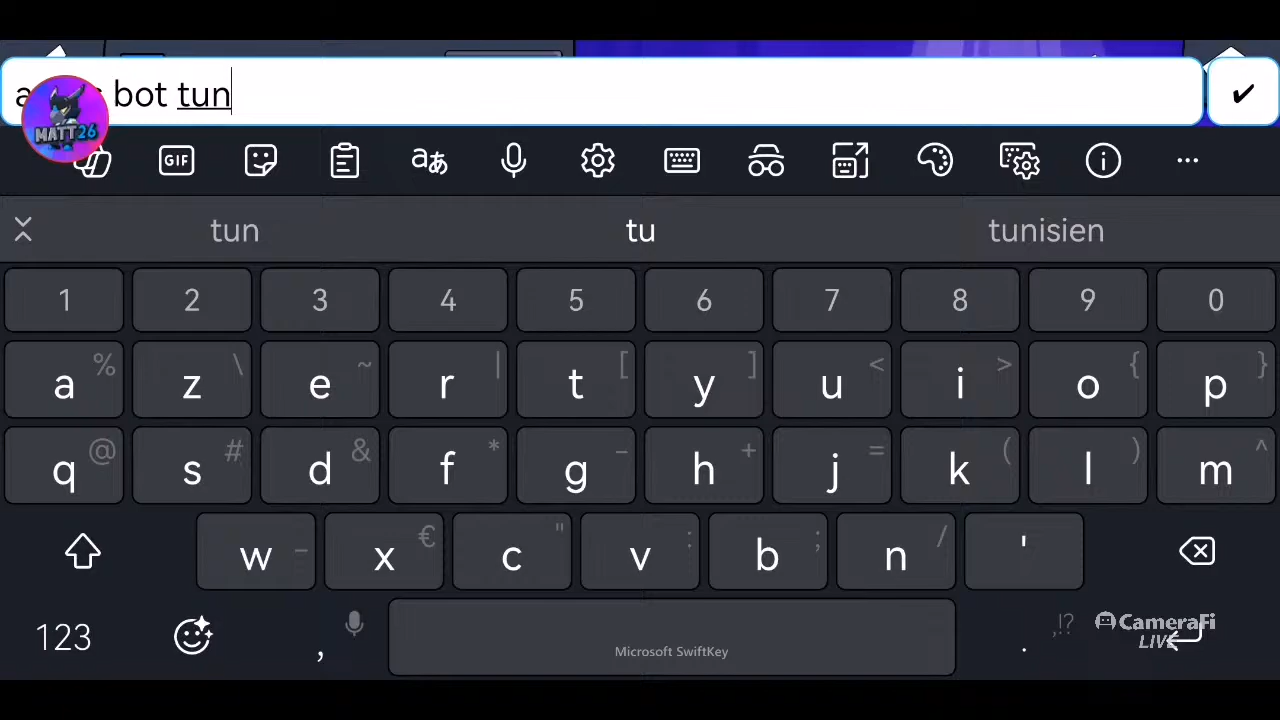 bot tun
MATT26
GIF
tun tu tunisien
1 2 3 4 5 6 7 8 9 0
a % z \ e ~ r | t [ y ] u < i > o { p }
q @ s # d & f * g - h + j = k ( l ) m ^
w _ x € c " v : b ; n / '
123 , Microsoft SwiftKey . ,!?
CameraFi
LIVE